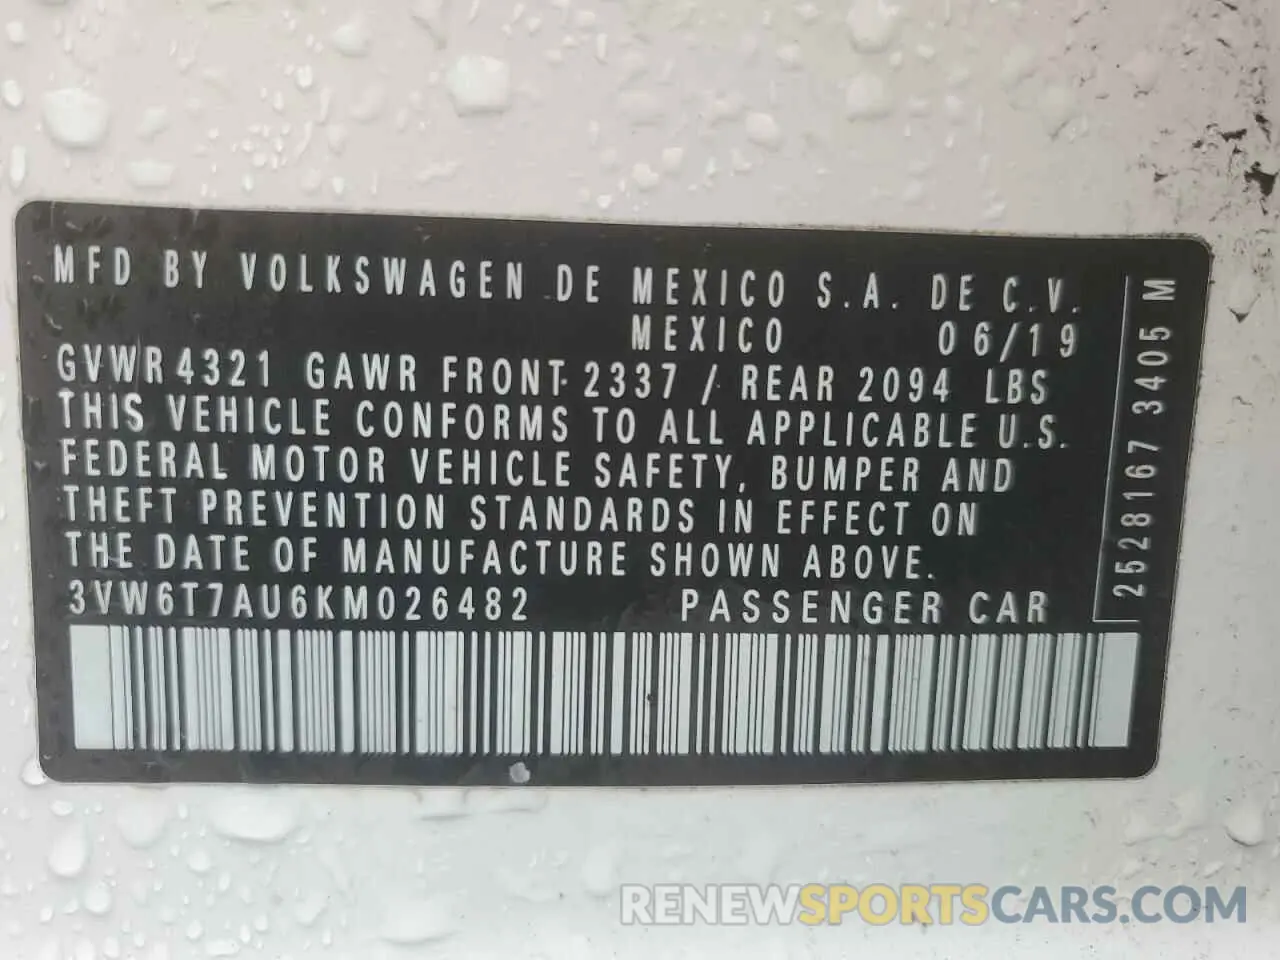 MFD BY VOLKSWAGEN DE MEXICO S.A. DE C.V.
MEXICO 06/19
GVWR 4321 GAWR FRONT 2337 / REAR 2094 LBS
THIS VEHICLE CONFORMS TO ALL APPLICABLE U.S.
FEDERAL MOTOR VEHICLE SAFETY, BUMPER AND
THEFT PREVENTION STANDARDS IN EFFECT ON
THE DATE OF MANUFACTURE SHOWN ABOVE.
3VW6T7AU6KM026482 PASSENGER CAR
2528167 3405 M
RENEWSPORTSCARS.COM